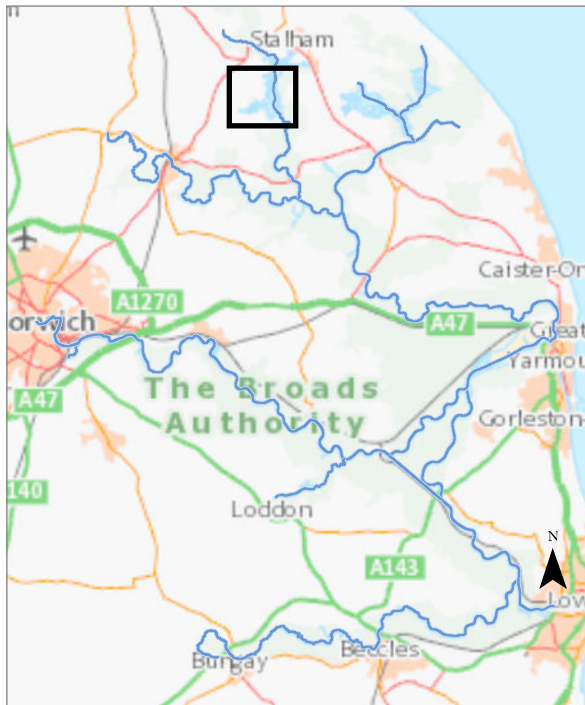 n
Stalham
Caister-On
A1270
orwich
A47
Great
Yarmou
The Broads
Authority
A47
Gorleston-
140
Loddon
N
A143
Low
Beccles
Bungay